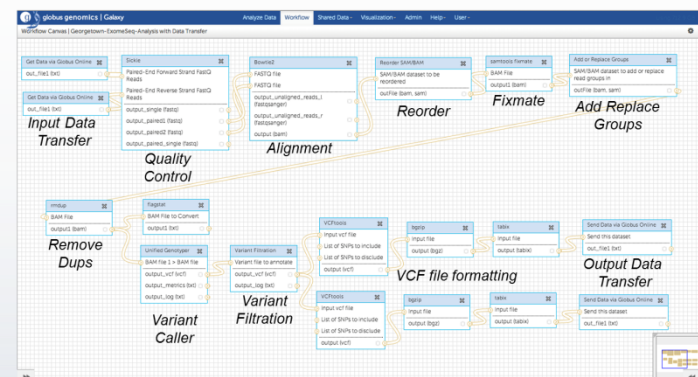 globus genomics | Galaxy
Analyze Data Workflow Shared Data Visualization Admin Help User
Workflow Canvas | Georgetown-ExomeSeq-Analysis with Data Transfer
Get Data via Globus Online
out_file1 (txt)
Get Data via Globus Online
out_file1 (txt)
Input Data
Transfer
Sickle
Paired-End Forward Strand FastQ
Reads
Paired-End Reverse Strand FastQ
Reads
output_single (fastq)
output_paired1 (fastq)
output_paired2 (fastq)
output_paired_single (fastq)
Quality
Control
Bowtie2
FASTQ file
FASTQ file
output_unaligned_reads_l
(fastqsanger)
output_unaligned_reads_r
(fastqsanger)
output (bam)
Alignment
Reorder SAM/BAM
SAM/BAM dataset to be
reordered
outFile (bam, sam)
Reorder
samtools Fixmate
BAM File
output1 (bam)
Fixmate
Add or Replace Groups
SAM/BAM dataset to add or replace
read groups in
outFile (bam, sam)
Add Replace
Groups
rmdup
BAM File
output1 (bam)
Remove
Dups
flagstat
BAM File to Convert
output1 (txt)
Unified Genotyper
BAM file 1 > BAM file
output_vcf (vcf)
output_metrics (txt)
output_log (txt)
Variant
Caller
Variant Filtration
Variant file to annotate
output_vcf (vcf)
output_log (txt)
Variant
Filtration
VCFtools
Input vcf file
List of SNPs to include
List of SNPs to disclude
output (vcf)
bgzip
Input file
output (bgz)
tabix
Input file
output (tabix)
Send Data via Globus Online
Send this dataset
out_file1 (txt)
VCF file formatting
Output Data
Transfer
VCFtools
Input vcf file
List of SNPs to include
List of SNPs to disclude
output (vcf)
bgzip
Input file
output (bgz)
tabix
Input file
output (tabix)
Send Data via Globus Online
Send this dataset
out_file1 (txt)